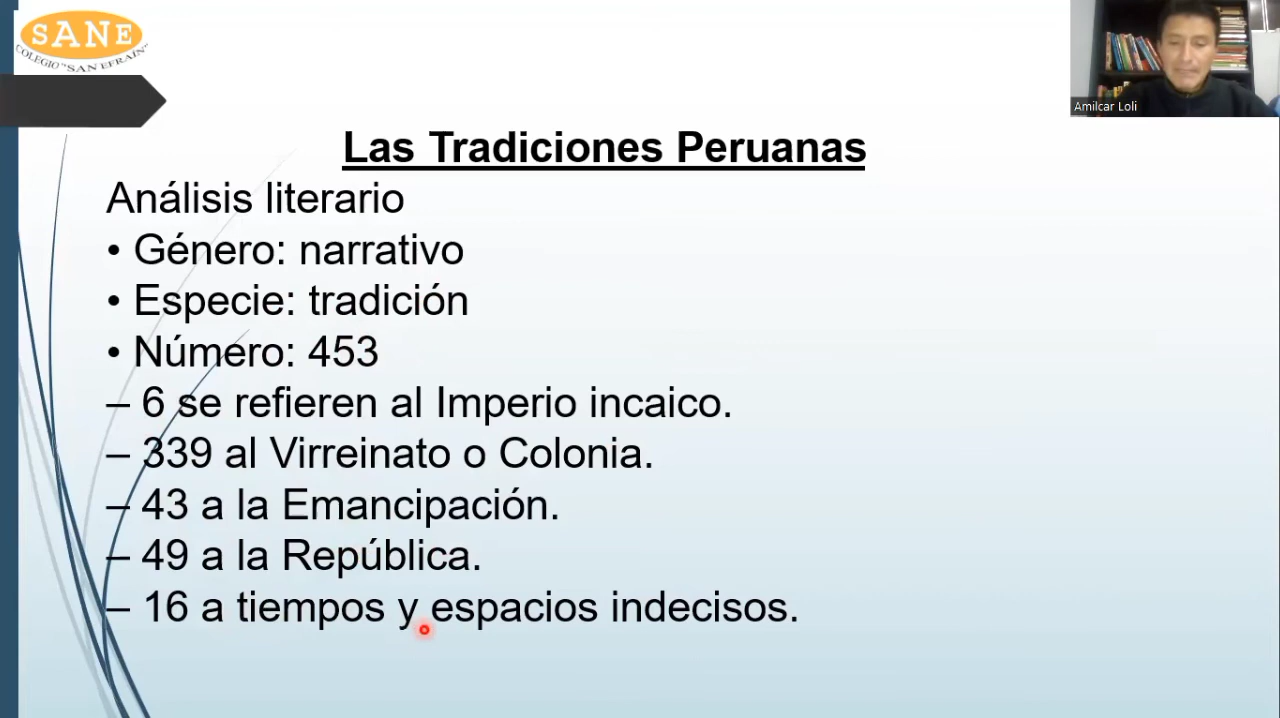 SANE
COLEGIO "SAN EFRAIN"
Amilcar Loli
Las Tradiciones Peruanas
Análisis literario
• Género: narrativo
• Especie: tradición
• Número: 453
– 6 se refieren al Imperio incaico.
– 339 al Virreinato o Colonia.
– 43 a la Emancipación.
– 49 a la República.
– 16 a tiempos y espacios indecisos.